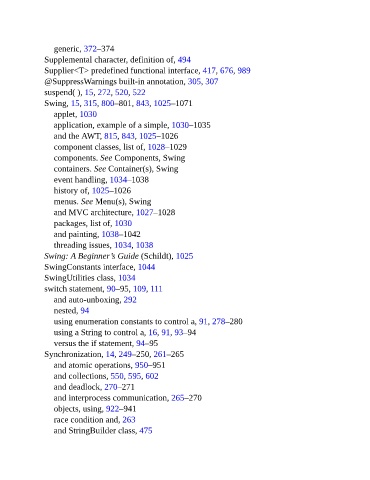 generic, 372–374
Supplemental character, definition of, 494
Supplier<T> predefined functional interface, 417, 676, 989
@SuppressWarnings built-in annotation, 305, 307
suspend( ), 15, 272, 520, 522
Swing, 15, 315, 800–801, 843, 1025–1071
applet, 1030
application, example of a simple, 1030–1035
and the AWT, 815, 843, 1025–1026
component classes, list of, 1028–1029
components. See Components, Swing
containers. See Container(s), Swing
event handling, 1034–1038
history of, 1025–1026
menus. See Menu(s), Swing
and MVC architecture, 1027–1028
packages, list of, 1030
and painting, 1038–1042
threading issues, 1034, 1038
Swing: A Beginner’s Guide (Schildt), 1025
SwingConstants interface, 1044
SwingUtilities class, 1034
switch statement, 90–95, 109, 111
and auto-unboxing, 292
nested, 94
using enumeration constants to control a, 91, 278–280
using a String to control a, 16, 91, 93–94
versus the if statement, 94–95
Synchronization, 14, 249–250, 261–265
and atomic operations, 950–951
and collections, 550, 595, 602
and deadlock, 270–271
and interprocess communication, 265–270
objects, using, 922–941
race condition and, 263
and StringBuilder class, 475